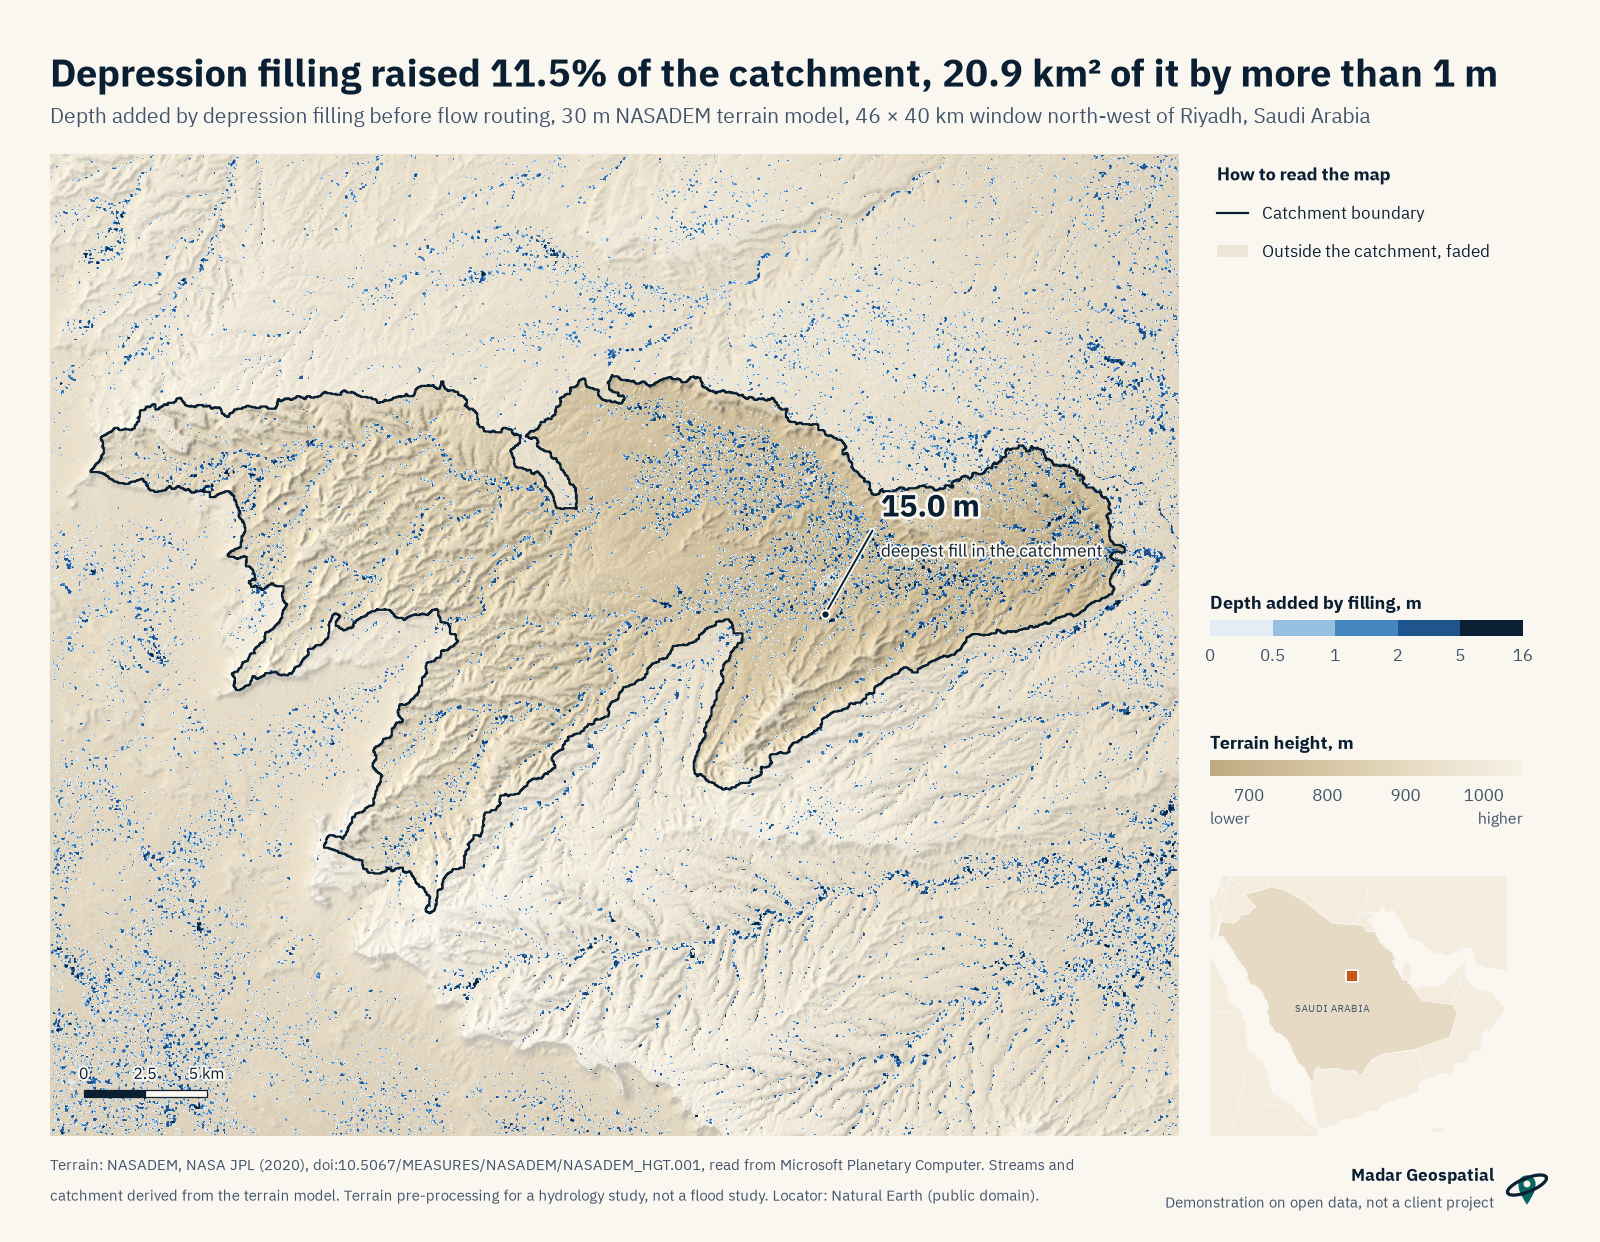 Depression filling raised 11.5% of the catchment, 20.9 km² of it by more than 1 m
Depth added by depression filling before flow routing, 30 m NASADEM terrain model, 46 × 40 km window north-west of Riyadh, Saudi Arabia
How to read the map
Catchment boundary
Outside the catchment, faded
15.0 m
deepest fill in the catchment
Depth added by filling, m
0 0.5 1 2 5 16
Terrain height, m
700 800 900 1000
lower higher
SAUDI ARABIA
0 2.5 5 km
Terrain: NASADEM, NASA JPL (2020), doi:10.5067/MEASURES/NASADEM/NASADEM_HGT.001, read from Microsoft Planetary Computer. Streams and
catchment derived from the terrain model. Terrain pre-processing for a hydrology study, not a flood study. Locator: Natural Earth (public domain).
Madar Geospatial
Demonstration on open data, not a client project